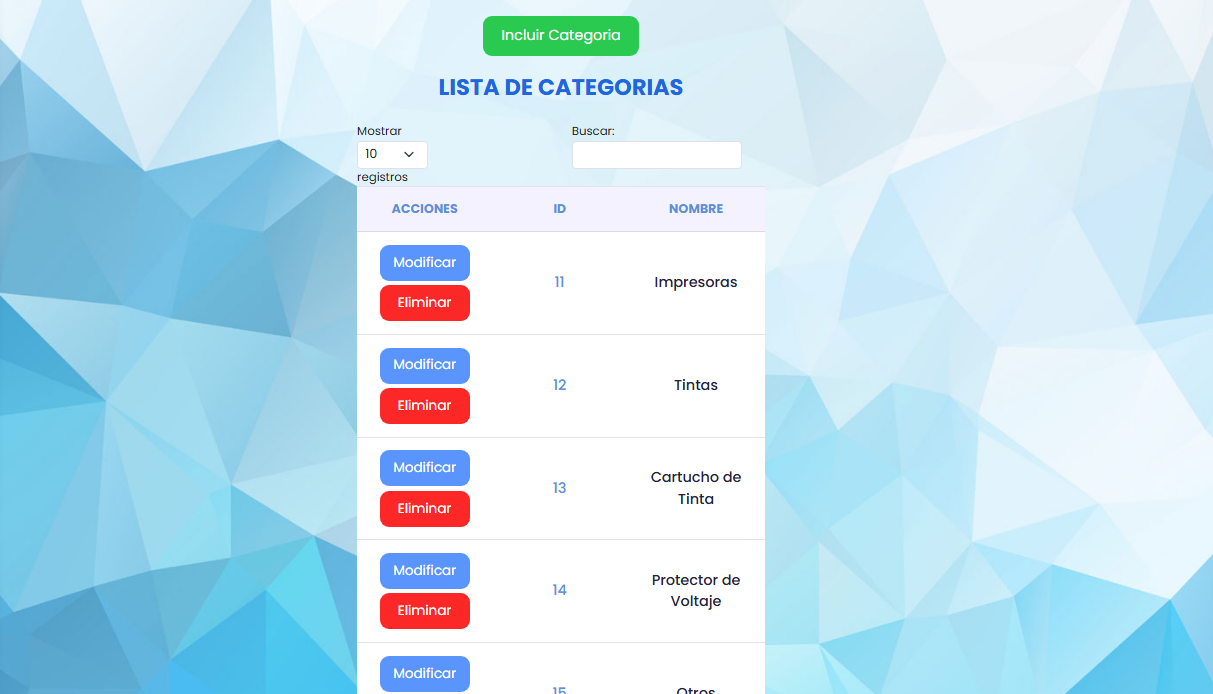 Incluir Categoria
LISTA DE CATEGORIAS
Mostrar
10
registros
Buscar:
ACCIONES ID NOMBRE
Modificar
Eliminar
11
Impresoras
Modificar
Eliminar
12
Tintas
Modificar
Eliminar
13
Cartucho de
Tinta
Modificar
Eliminar
14
Protector de
Voltaje
Modificar
15
Otros